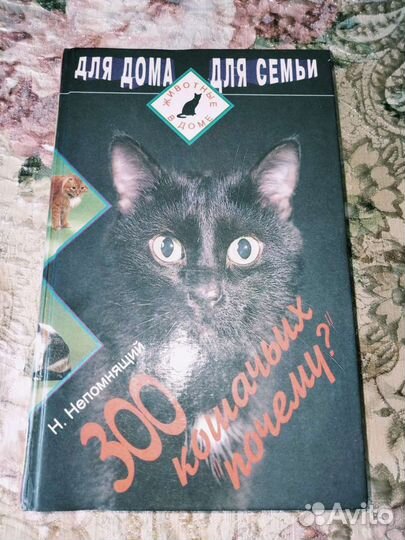 ДЛЯ ДОМА ДЛЯ СЕМЬИ
ЖИВОТНЫЕ
В ДОМЕ
Н. Непомнящий
300
кошачьих
"почему?"
Avito